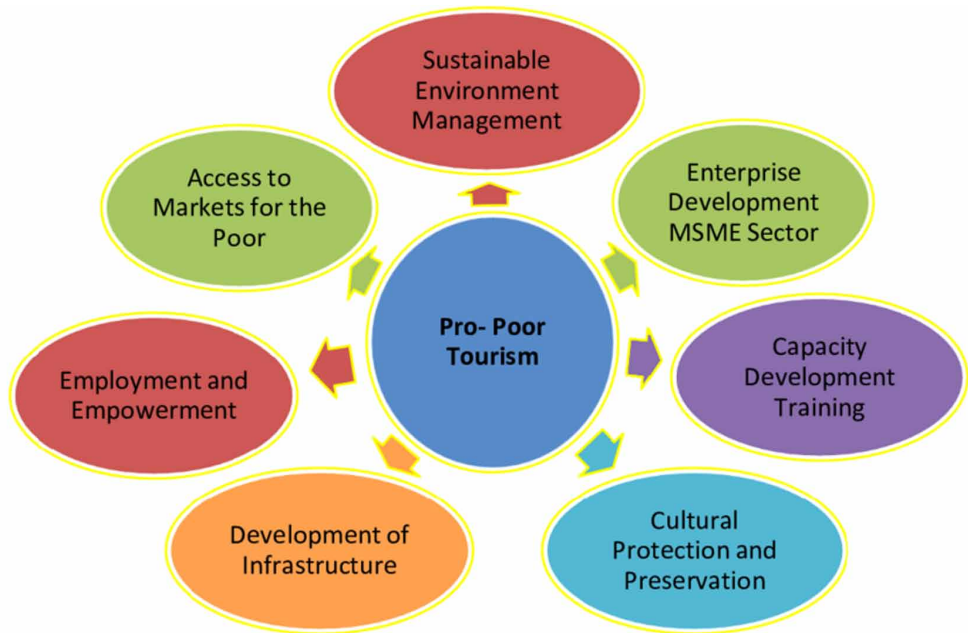 Sustainable
Environment
Management
Access to
Markets for the
Poor
Enterprise
Development
MSME Sector
Pro- Poor
Tourism
Employment and
Empowerment
Capacity
Development
Training
Development of
Infrastructure
Cultural
Protection and
Preservation